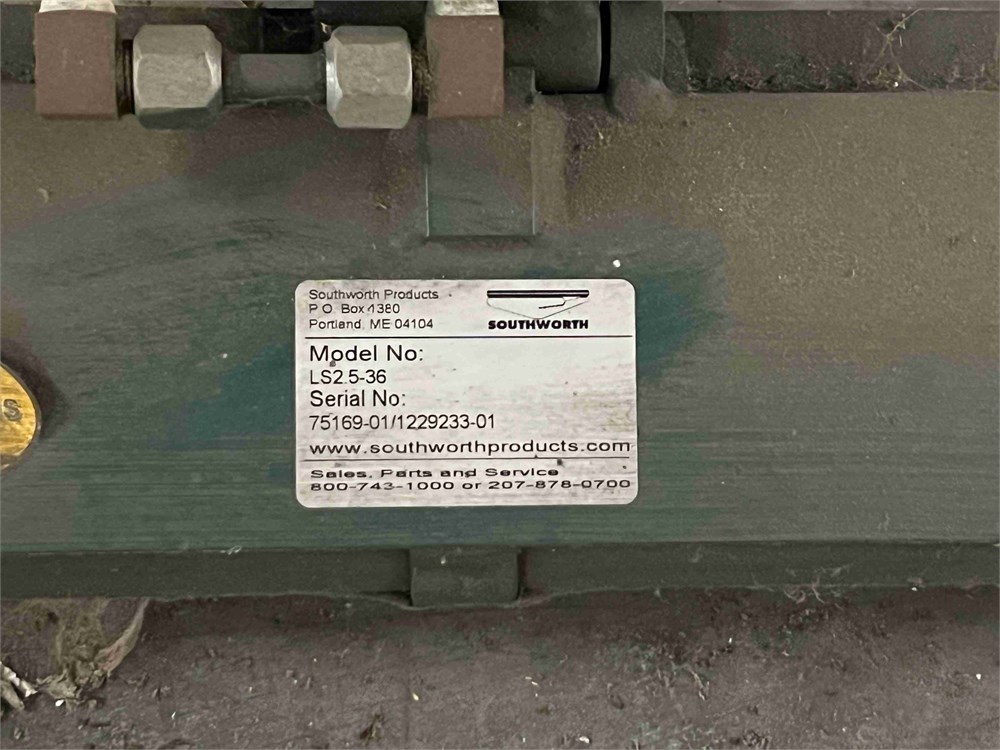 Southworth Products
P.O. Box 4380
Portland, ME 04104
SOUTHWORTH
Model No:
LS2.5-36
Serial No:
75169-01/1229233-01
www.southworthproducts.com
Sales, Parts and Service
800-743-1000 or 207-878-0700
S